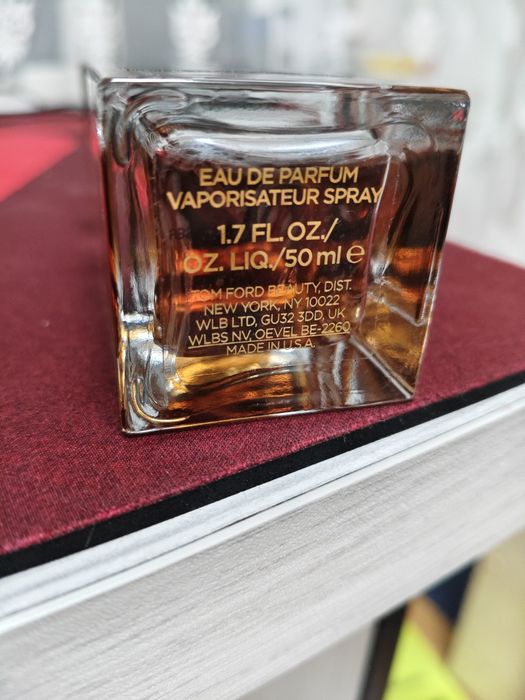 EAU DE PARFUM
VAPORISATEUR SPRAY
1.7 FL. OZ./
OZ. LIQ./50 ml ℮
TOM FORD BEAUTY, DIST.
NEW YORK, NY 10022
WLB LTD, GU32 3DD, UK
WLBS NV. OEVEL BE-2260
MADE IN U.S.A.